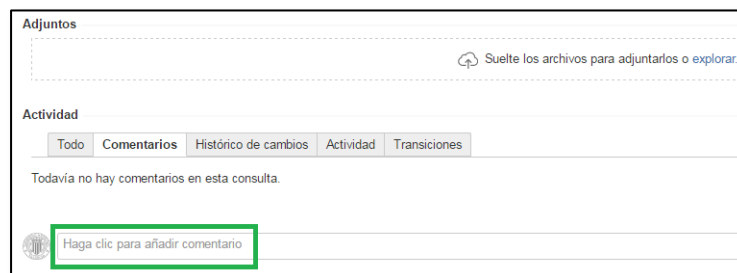 Adjuntos
Suelte los archivos para adjuntarlos o explorar.
Actividad
Todo Comentarios Histórico de cambios Actividad Transiciones
Todavía no hay comentarios en esta consulta.
Haga clic para añadir comentario